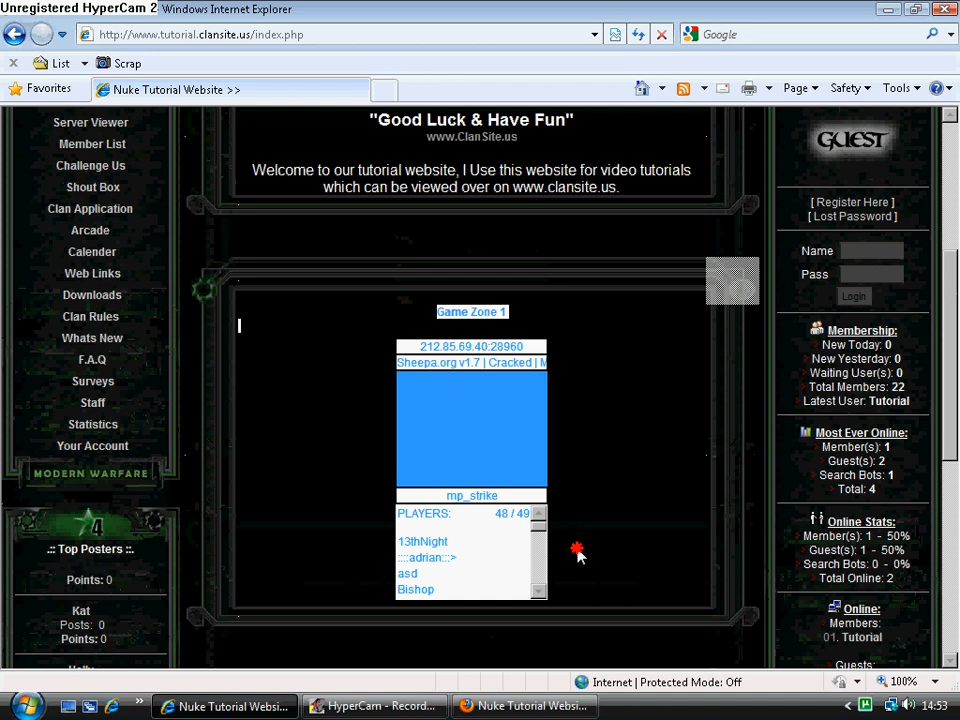 Unregistered HyperCam 2
Windows Internet Explorer
http://www.tutorial.clansite.us/index.php
Google
List
Scrap
Favorites
Nuke Tutorial Website >>
Page
Safety
Tools
Server Viewer
Member List
Challenge Us
Shout Box
Clan Application
Arcade
Calender
Web Links
Downloads
Clan Rules
Whats New
F.A.Q
Surveys
Staff
Statistics
Your Account
MODERN WARFARE
4
.:: Top Posters ::.
Points: 0
Kat
Posts: 0
Points: 0
"Good Luck & Have Fun"
www.ClanSite.us
Welcome to our tutorial website, I Use this website for video tutorials
which can be viewed over on www.clansite.us.
Game Zone 1
212.85.69.40:28960
Sheepa.org v1.7 | Cracked | M
mp_strike
PLAYERS: 48 / 49
13thNight
::::adrian:::>
asd
Bishop
GUEST
[ Register Here ]
[ Lost Password ]
Name
Pass
Login
Membership:
New Today: 0
New Yesterday: 0
Waiting User(s): 0
Total Members: 22
Latest User: Tutorial
Most Ever Online:
Member(s): 1
Guest(s): 2
Search Bots: 1
Total: 4
Online Stats:
Member(s): 1 - 50%
Guest(s): 1 - 50%
Search Bots: 0 - 0%
Total Online: 2
Online:
Members:
01. Tutorial
Guests:
Internet | Protected Mode: Off
100%
Nuke Tutorial Websi...
HyperCam - Record...
Nuke Tutorial Websi...
14:53